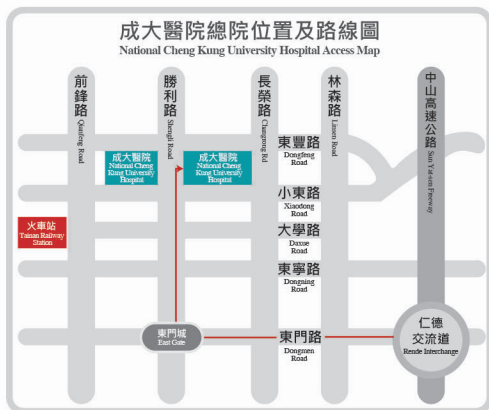 成大醫院總院位置及路線圖
National Cheng Kung University Hospital Access Map
前鋒路
Qianfeng Road
勝利路
Shengli Road
長榮路
Changrong Rd
林森路
Linsen Road
中山高速公路
Sun Yat-sen Freeway
東豐路
Dongfeng
Road
成大醫院
National Cheng
Kung University
Hospital
成大醫院
National Cheng
Kung University
Hospital
小東路
Xiaodong
Road
火車站
Tainan Railway
Station
大學路
Daxue
Road
東寧路
Dongning
Road
東門城
East Gate
東門路
Dongmen
Road
仁德
交流道
Rende Interchange